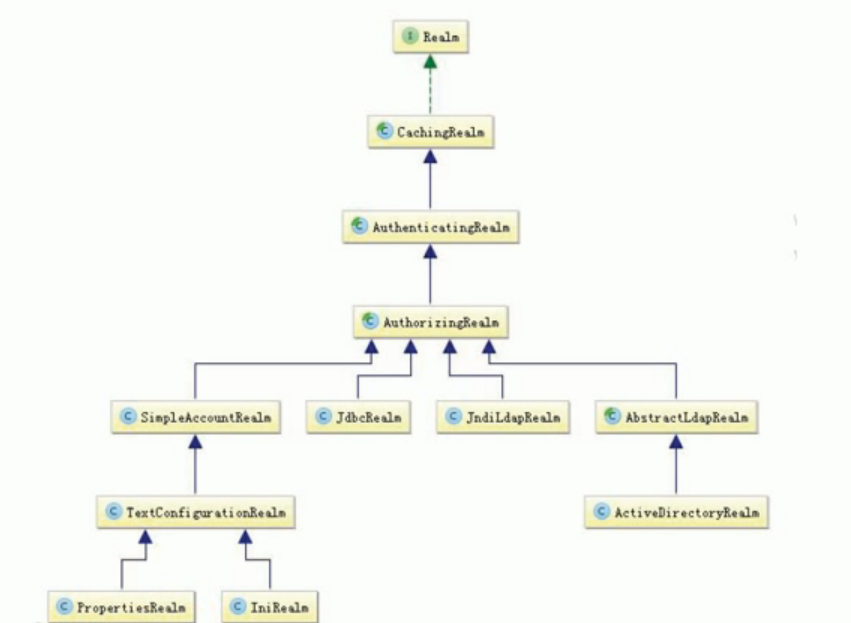 I Realm
C CachingRealm
C AuthenticatingRealm
C AuthorizingRealm
C SimpleAccountRealm
C JdbcRealm
C JndiLdapRealm
C AbstractLdapRealm
C TextConfigurationRealm
C ActiveDirectoryRealm
C PropertiesRealm
C IniRealm